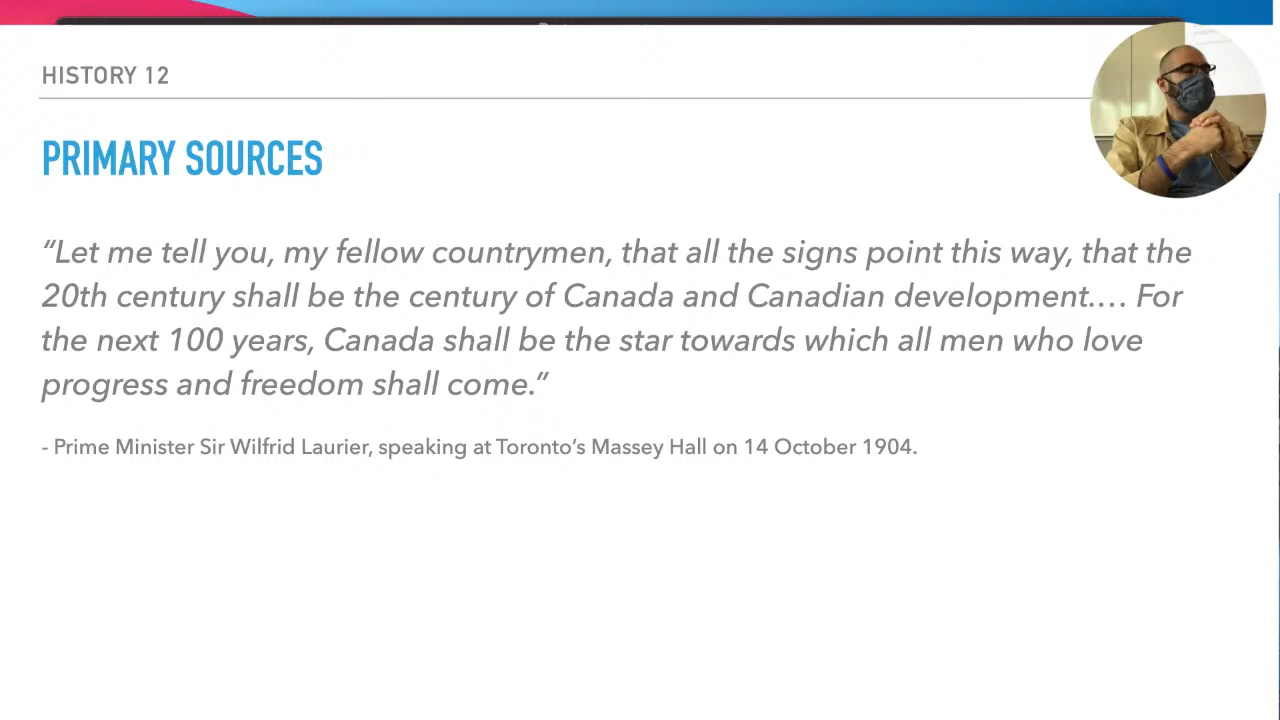 HISTORY 12
PRIMARY SOURCES
“Let me tell you, my fellow countrymen, that all the signs point this way, that the
20th century shall be the century of Canada and Canadian development.… For
the next 100 years, Canada shall be the star towards which all men who love
progress and freedom shall come.”
- Prime Minister Sir Wilfrid Laurier, speaking at Toronto’s Massey Hall on 14 October 1904.